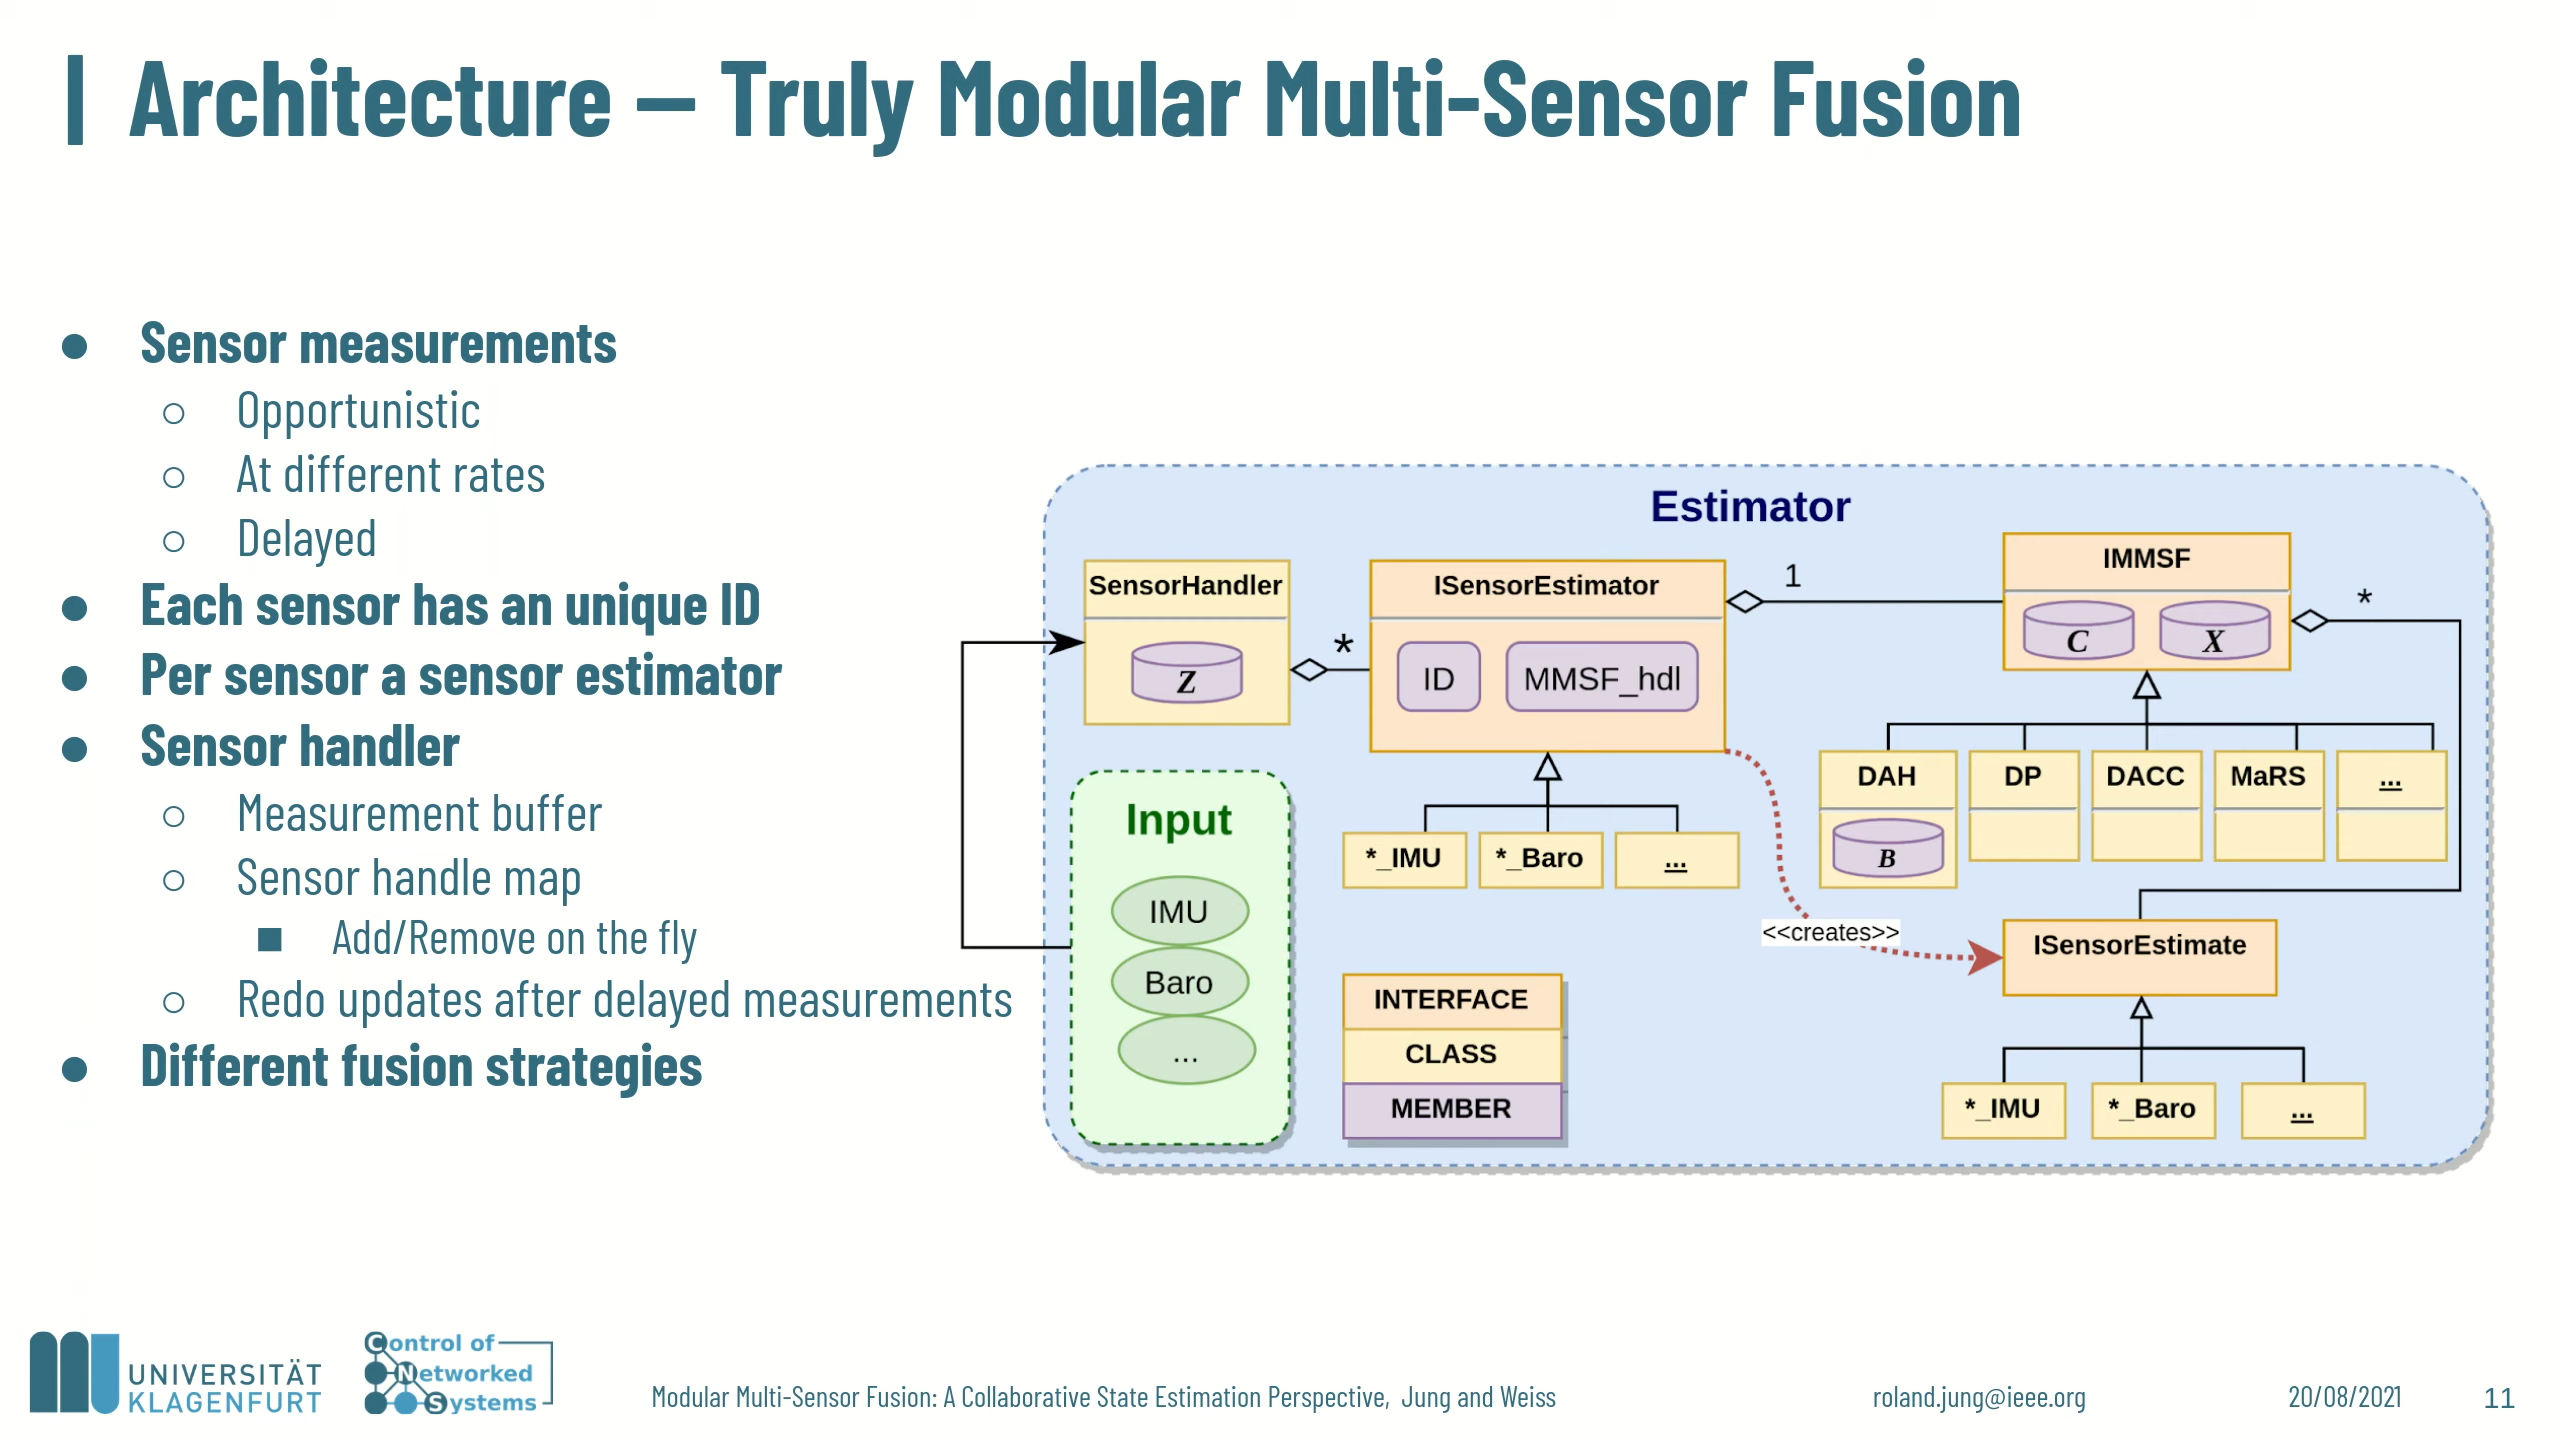 Architecture – Truly Modular Multi-Sensor Fusion
● Sensor measurements
○ Opportunistic
○ At different rates
○ Delayed
● Each sensor has an unique ID
● Per sensor a sensor estimator
● Sensor handler
○ Measurement buffer
○ Sensor handle map
■ Add/Remove on the fly
○ Redo updates after delayed measurements
● Different fusion strategies
Estimator
SensorHandler
Z
*
ISensorEstimator
ID
MMSF_hdl
1
IMMSF
C
X
*
*_IMU
*_Baro
...
DAH
B
DP
DACC
MaRS
...
Input
IMU
Baro
...
<<creates>>
ISensorEstimate
*_IMU
*_Baro
...
INTERFACE
CLASS
MEMBER
UNIVERSITÄT
KLAGENFURT
Control of
Networked
Systems
Modular Multi-Sensor Fusion: A Collaborative State Estimation Perspective, Jung and Weiss
roland.jung@ieee.org
20/08/2021
11